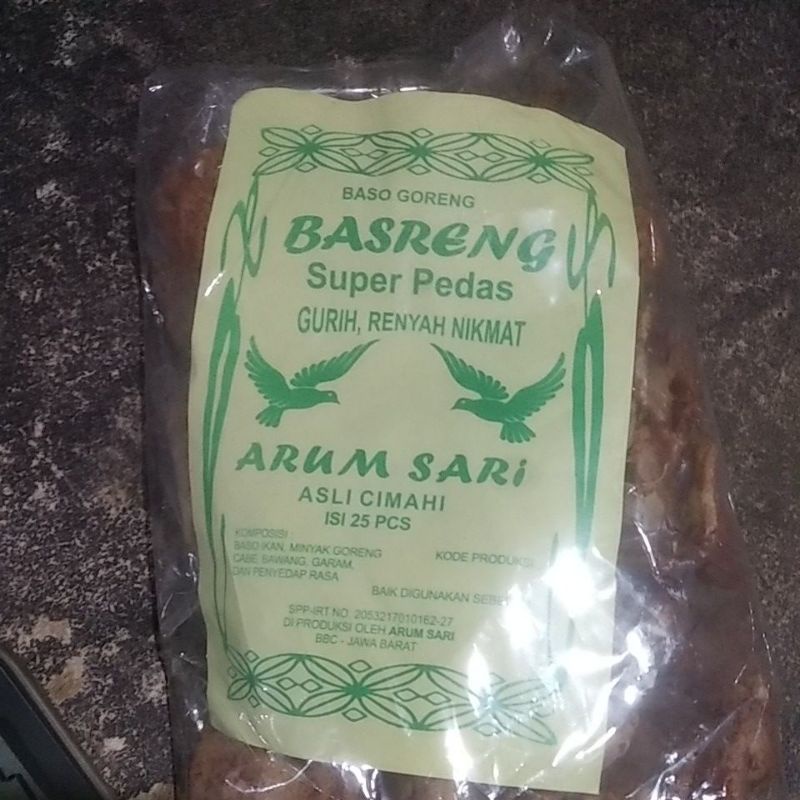 BASO GORENG
BASRENG
Super Pedas
GURIH, RENYAH NIKMAT
ARUM SARi
ASLI CIMAHI
ISI 25 PCS
KOMPOSISI
BASO IKAN, MINYAK GORENG
CABE, BAWANG, GARAM,
DAN PENYEDAP RASA
KODE PRODUKSI
BAIK DIGUNAKAN
SPP-IRT NO. 2053217010162-27
DI PRODUKSI OLEH ARUM SARI
BBC - JAWA BARAT